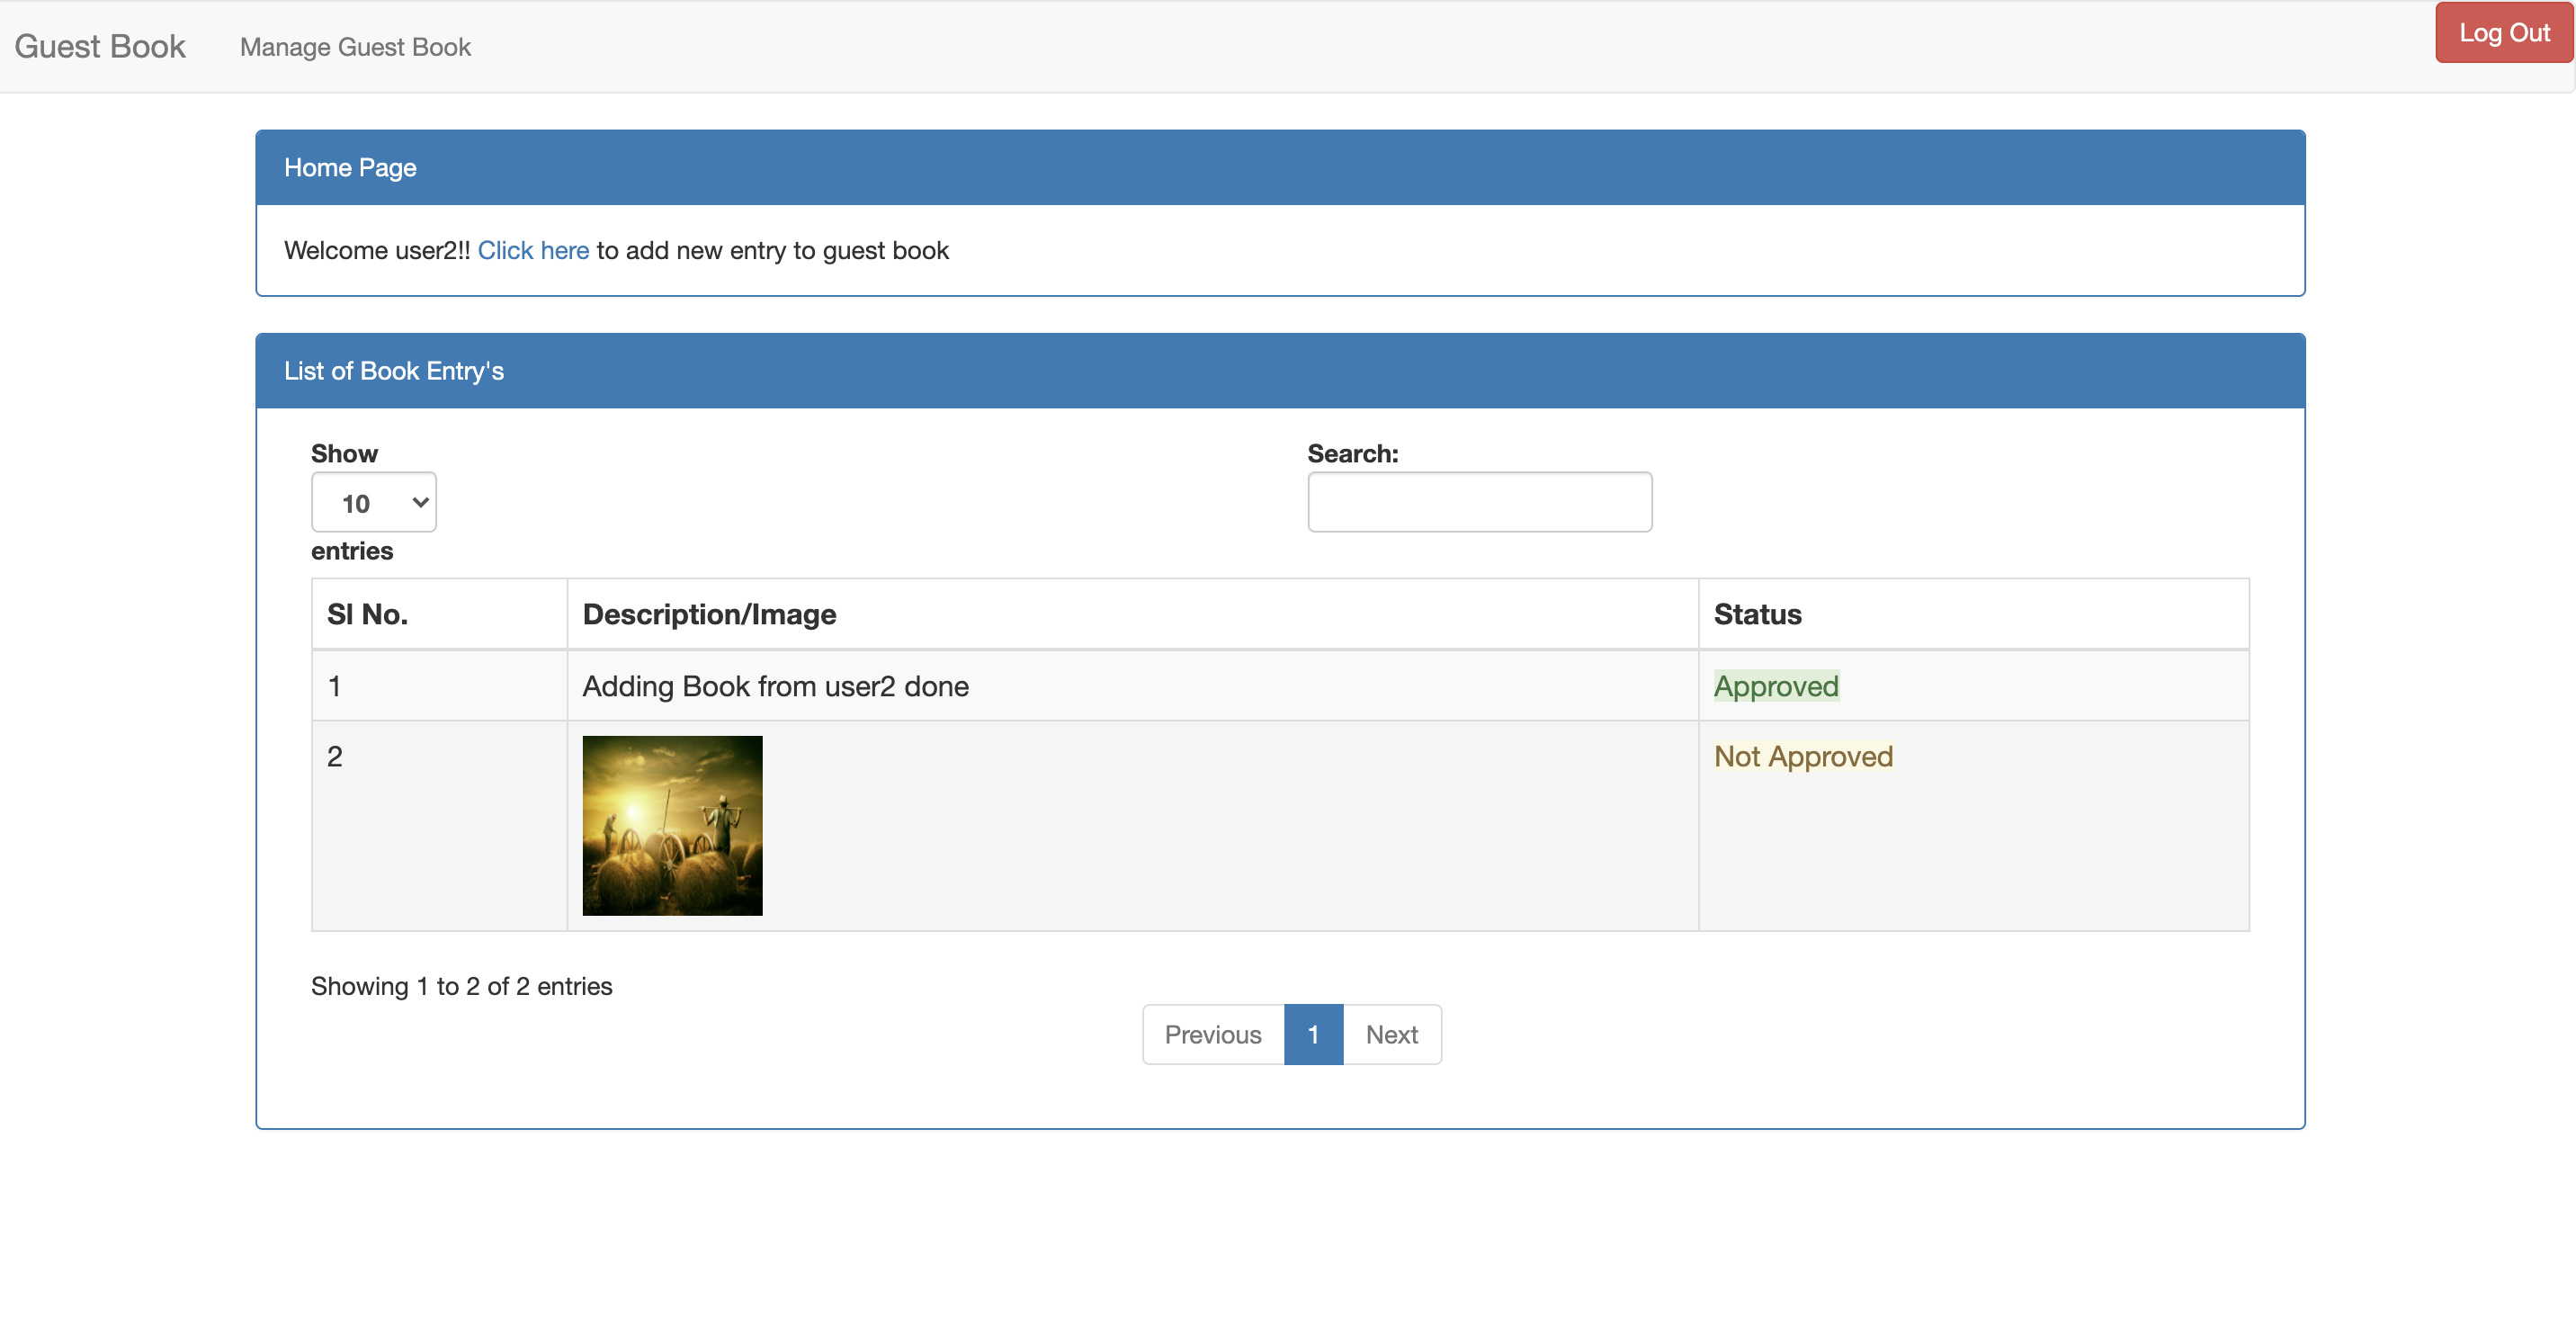 Guest Book
Manage Guest Book
Log Out
Home Page
Welcome user2!! Click here to add new entry to guest book
List of Book Entry's
Show
10
entries
Search:
Sl No.
Description/Image
Status
1
Adding Book from user2 done
Approved
2
Not Approved
Showing 1 to 2 of 2 entries
Previous
1
Next